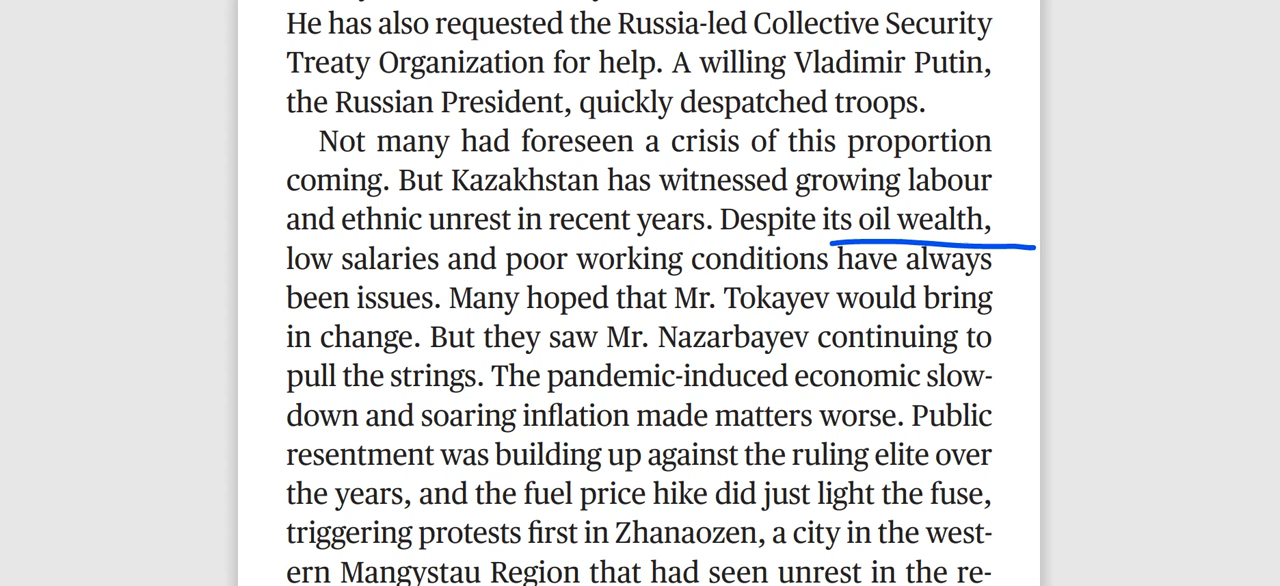 He has also requested the Russia-led Collective Security
Treaty Organization for help. A willing Vladimir Putin,
the Russian President, quickly despatched troops.
Not many had foreseen a crisis of this proportion
coming. But Kazakhstan has witnessed growing labour
and ethnic unrest in recent years. Despite its oil wealth,
low salaries and poor working conditions have always
been issues. Many hoped that Mr. Tokayev would bring
in change. But they saw Mr. Nazarbayev continuing to
pull the strings. The pandemic-induced economic slow-
down and soaring inflation made matters worse. Public
resentment was building up against the ruling elite over
the years, and the fuel price hike did just light the fuse,
triggering protests first in Zhanaozen, a city in the west-
ern Mangystau Region that had seen unrest in the re-